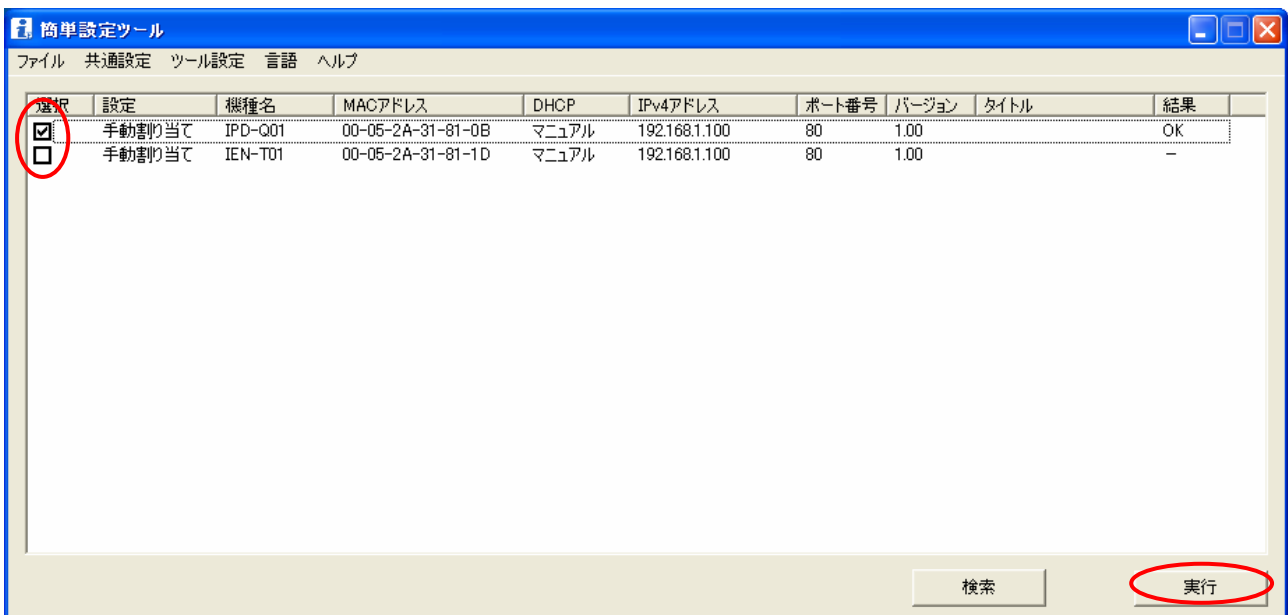 簡単設定ツール
ファイル 共通設定 ツール設定 言語 ヘルプ
選択 設定 機種名 MACアドレス DHCP IPv4アドレス ポート番号 バージョン タイトル 結果
手動割り当て IPD-Q01 00-05-2A-31-81-0B マニュアル 192.168.1.100 80 1.00 OK
手動割り当て IEN-T01 00-05-2A-31-81-1D マニュアル 192.168.1.100 80 1.00 −
検索 実行